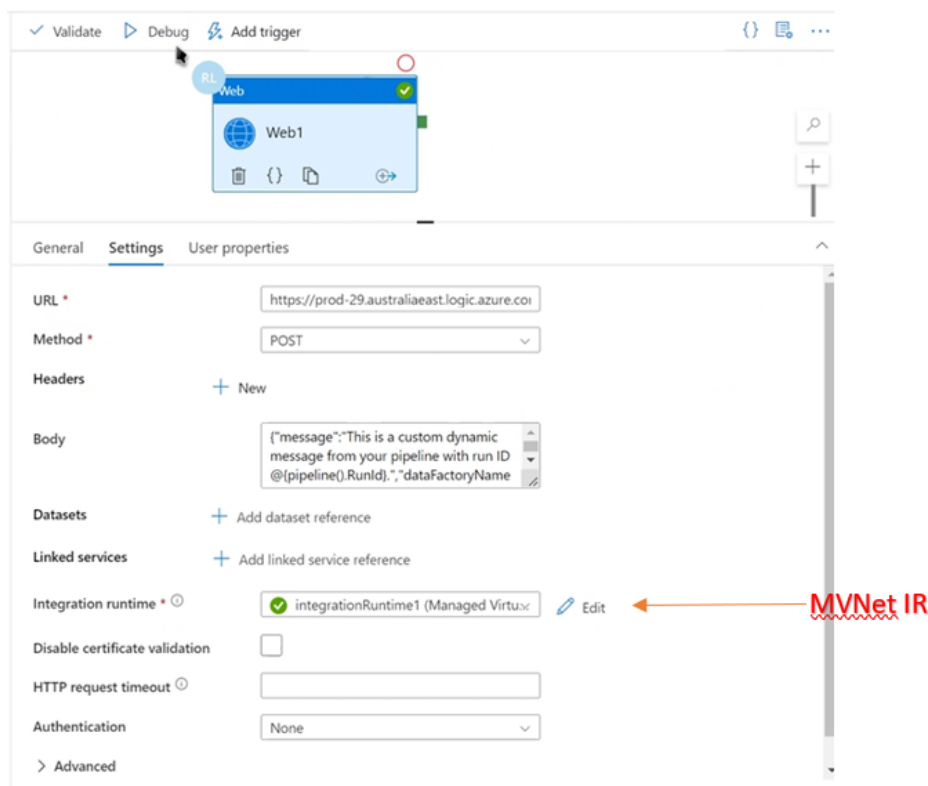 Validate Debug Add trigger { } ...
RL
Web
Web1
{}
General Settings User properties
URL * https://prod-29.australiaeast.logic.azure.co
Method * POST
Headers + New
Body {"message":"This is a custom dynamic
message from your pipeline with run ID
@{pipeline().RunId}.","dataFactoryName
Datasets + Add dataset reference
Linked services + Add linked service reference
Integration runtime * integrationRuntime1 (Managed Virtu Edit MVNet IR
Disable certificate validation
HTTP request timeout
Authentication None
Advanced